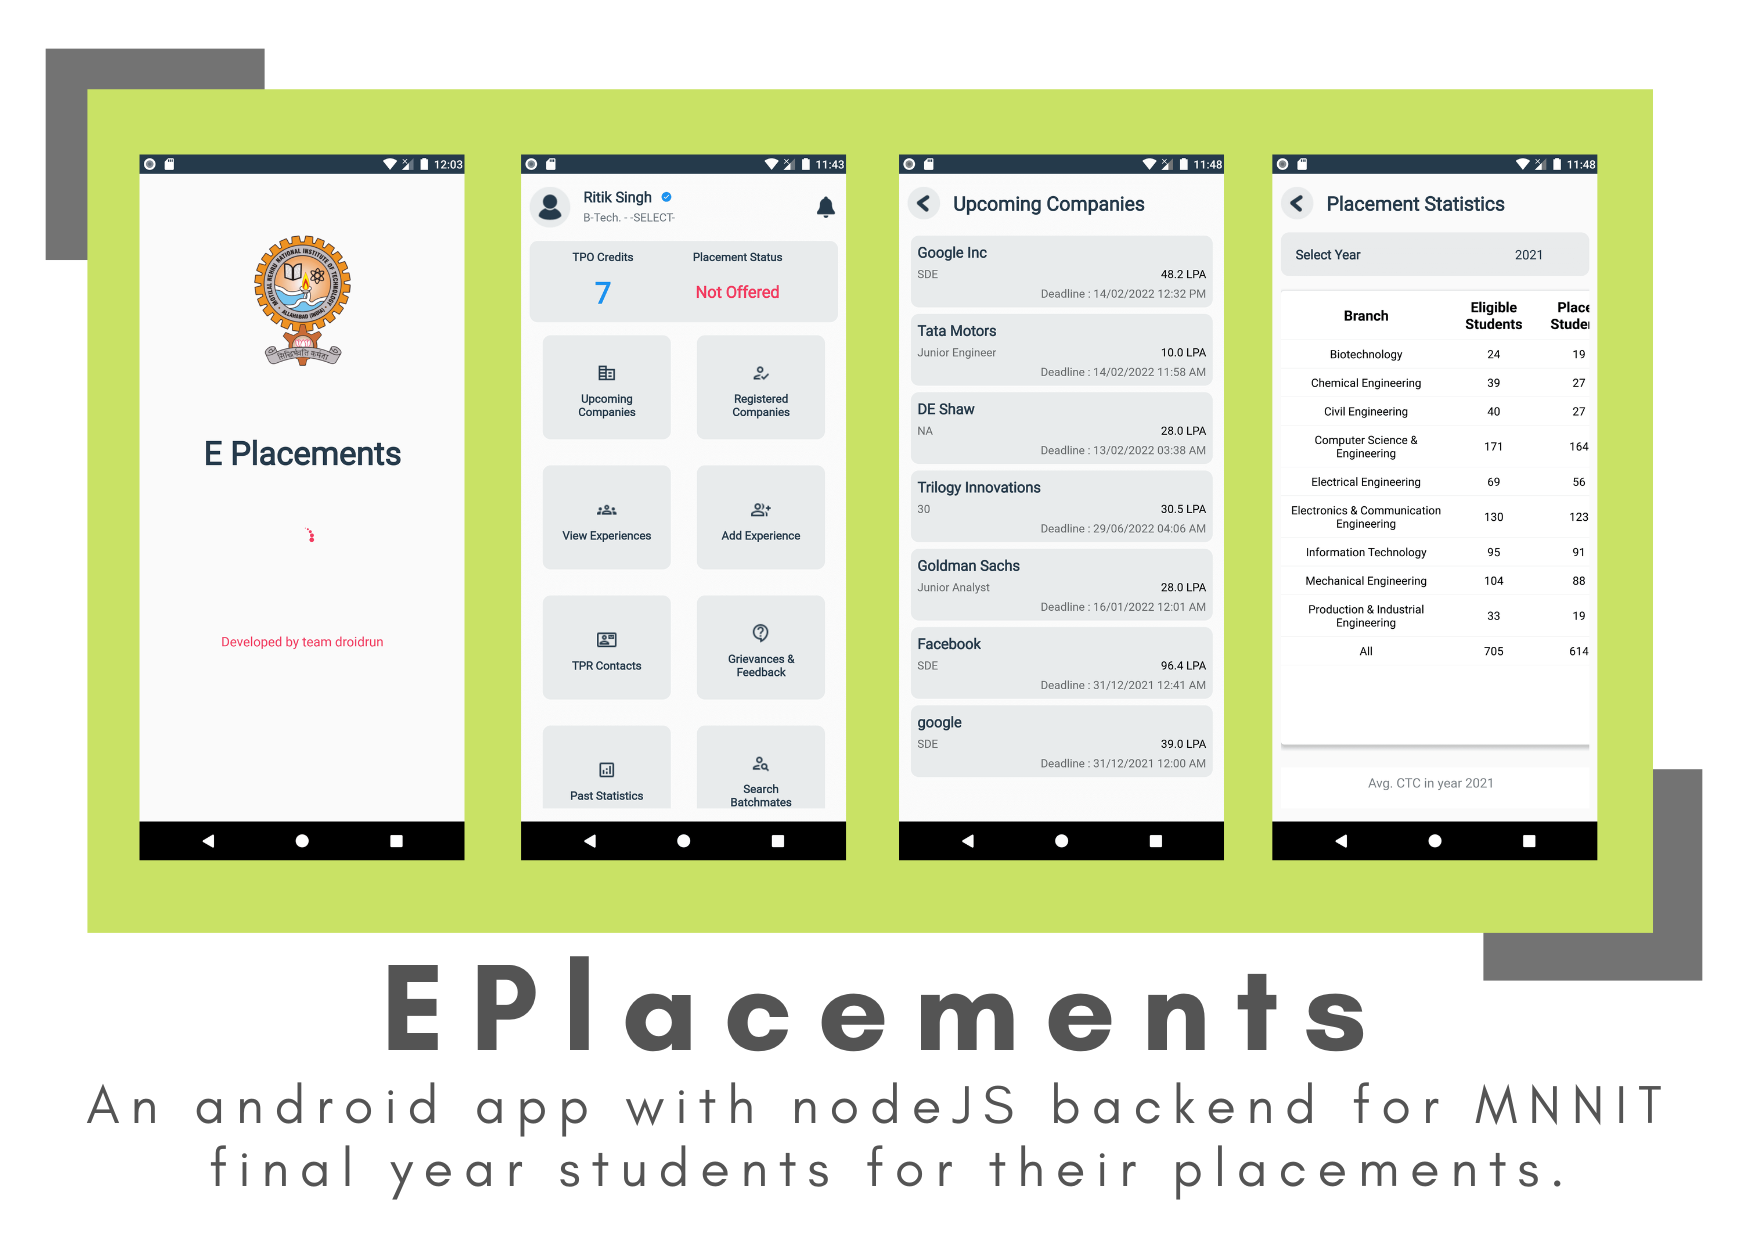 12:03
MOTILAL NEHRU NATIONAL INSTITUTE OF TECHNOLOGY
ALLAHABAD (INDIA)
E Placements
Developed by team droidrun
11:43
Ritik Singh
B-Tech. - -SELECT-
TPO Credits
Placement Status
7
Not Offered
Upcoming
Companies
Registered
Companies
View Experiences
Add Experience
TPR Contacts
Grievances &
Feedback
Past Statistics
Search
Batchmates
11:48
Upcoming Companies
Google Inc
SDE
48.2 LPA
Deadline : 14/02/2022 12:32 PM
Tata Motors
Junior Engineer
10.0 LPA
Deadline : 14/02/2022 11:58 AM
DE Shaw
NA
28.0 LPA
Deadline : 13/02/2022 03:38 AM
Trilogy Innovations
30
30.5 LPA
Deadline : 29/06/2022 04:06 AM
Goldman Sachs
Junior Analyst
28.0 LPA
Deadline : 16/01/2022 12:01 AM
Facebook
SDE
96.4 LPA
Deadline : 31/12/2021 12:41 AM
google
SDE
39.0 LPA
Deadline : 31/12/2021 12:00 AM
11:48
Placement Statistics
Select Year 2021
Branch
Eligible
Students
Place
Studen
Biotechnology 24 19
Chemical Engineering 39 27
Civil Engineering 40 27
Computer Science &
Engineering
171 164
Electrical Engineering 69 56
Electronics & Communication
Engineering
130 123
Information Technology 95 91
Mechanical Engineering 104 88
Production & Industrial
Engineering
33 19
All 705 614
Avg. CTC in year 2021
EPlacements
An android app with nodeJS backend for MNNIT
final year students for their placements.